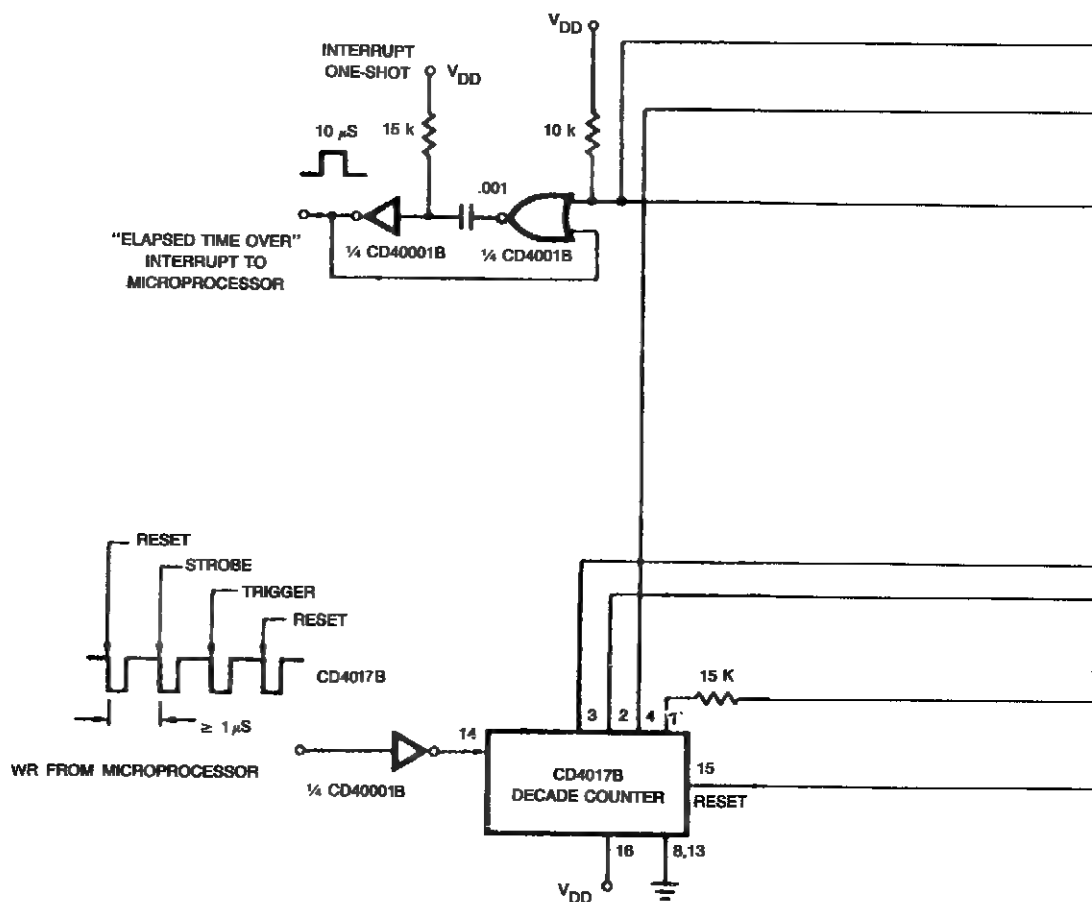 VDD
INTERRUPT
ONE-SHOT
VDD
10 µS
15 k
10 k
.001
¼ CD40001B
¼ CD4001B
"ELAPSED TIME OVER"
INTERRUPT TO
MICROPROCESSOR
RESET
STROBE
TRIGGER
RESET
CD4017B
≥ 1 µS
15 K
3
2
4
7
14
WR FROM MICROPROCESSOR
¼ CD40001B
CD4017B
DECADE COUNTER
15
RESET
16
8,13
VDD